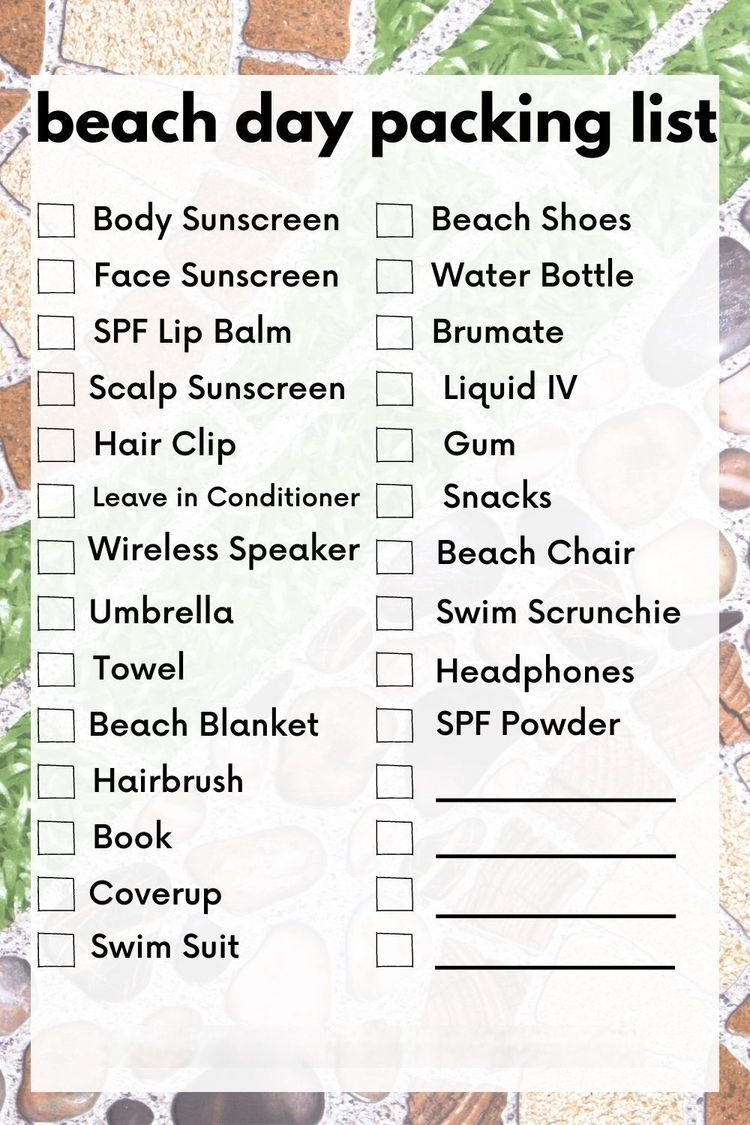 beach day packing list
Body Sunscreen
Face Sunscreen
SPF Lip Balm
Scalp Sunscreen
Hair Clip
Leave in Conditioner
Wireless Speaker
Umbrella
Towel
Beach Blanket
Hairbrush
Book
Coverup
Swim Suit
Beach Shoes
Water Bottle
Brumate
Liquid IV
Gum
Snacks
Beach Chair
Swim Scrunchie
Headphones
SPF Powder